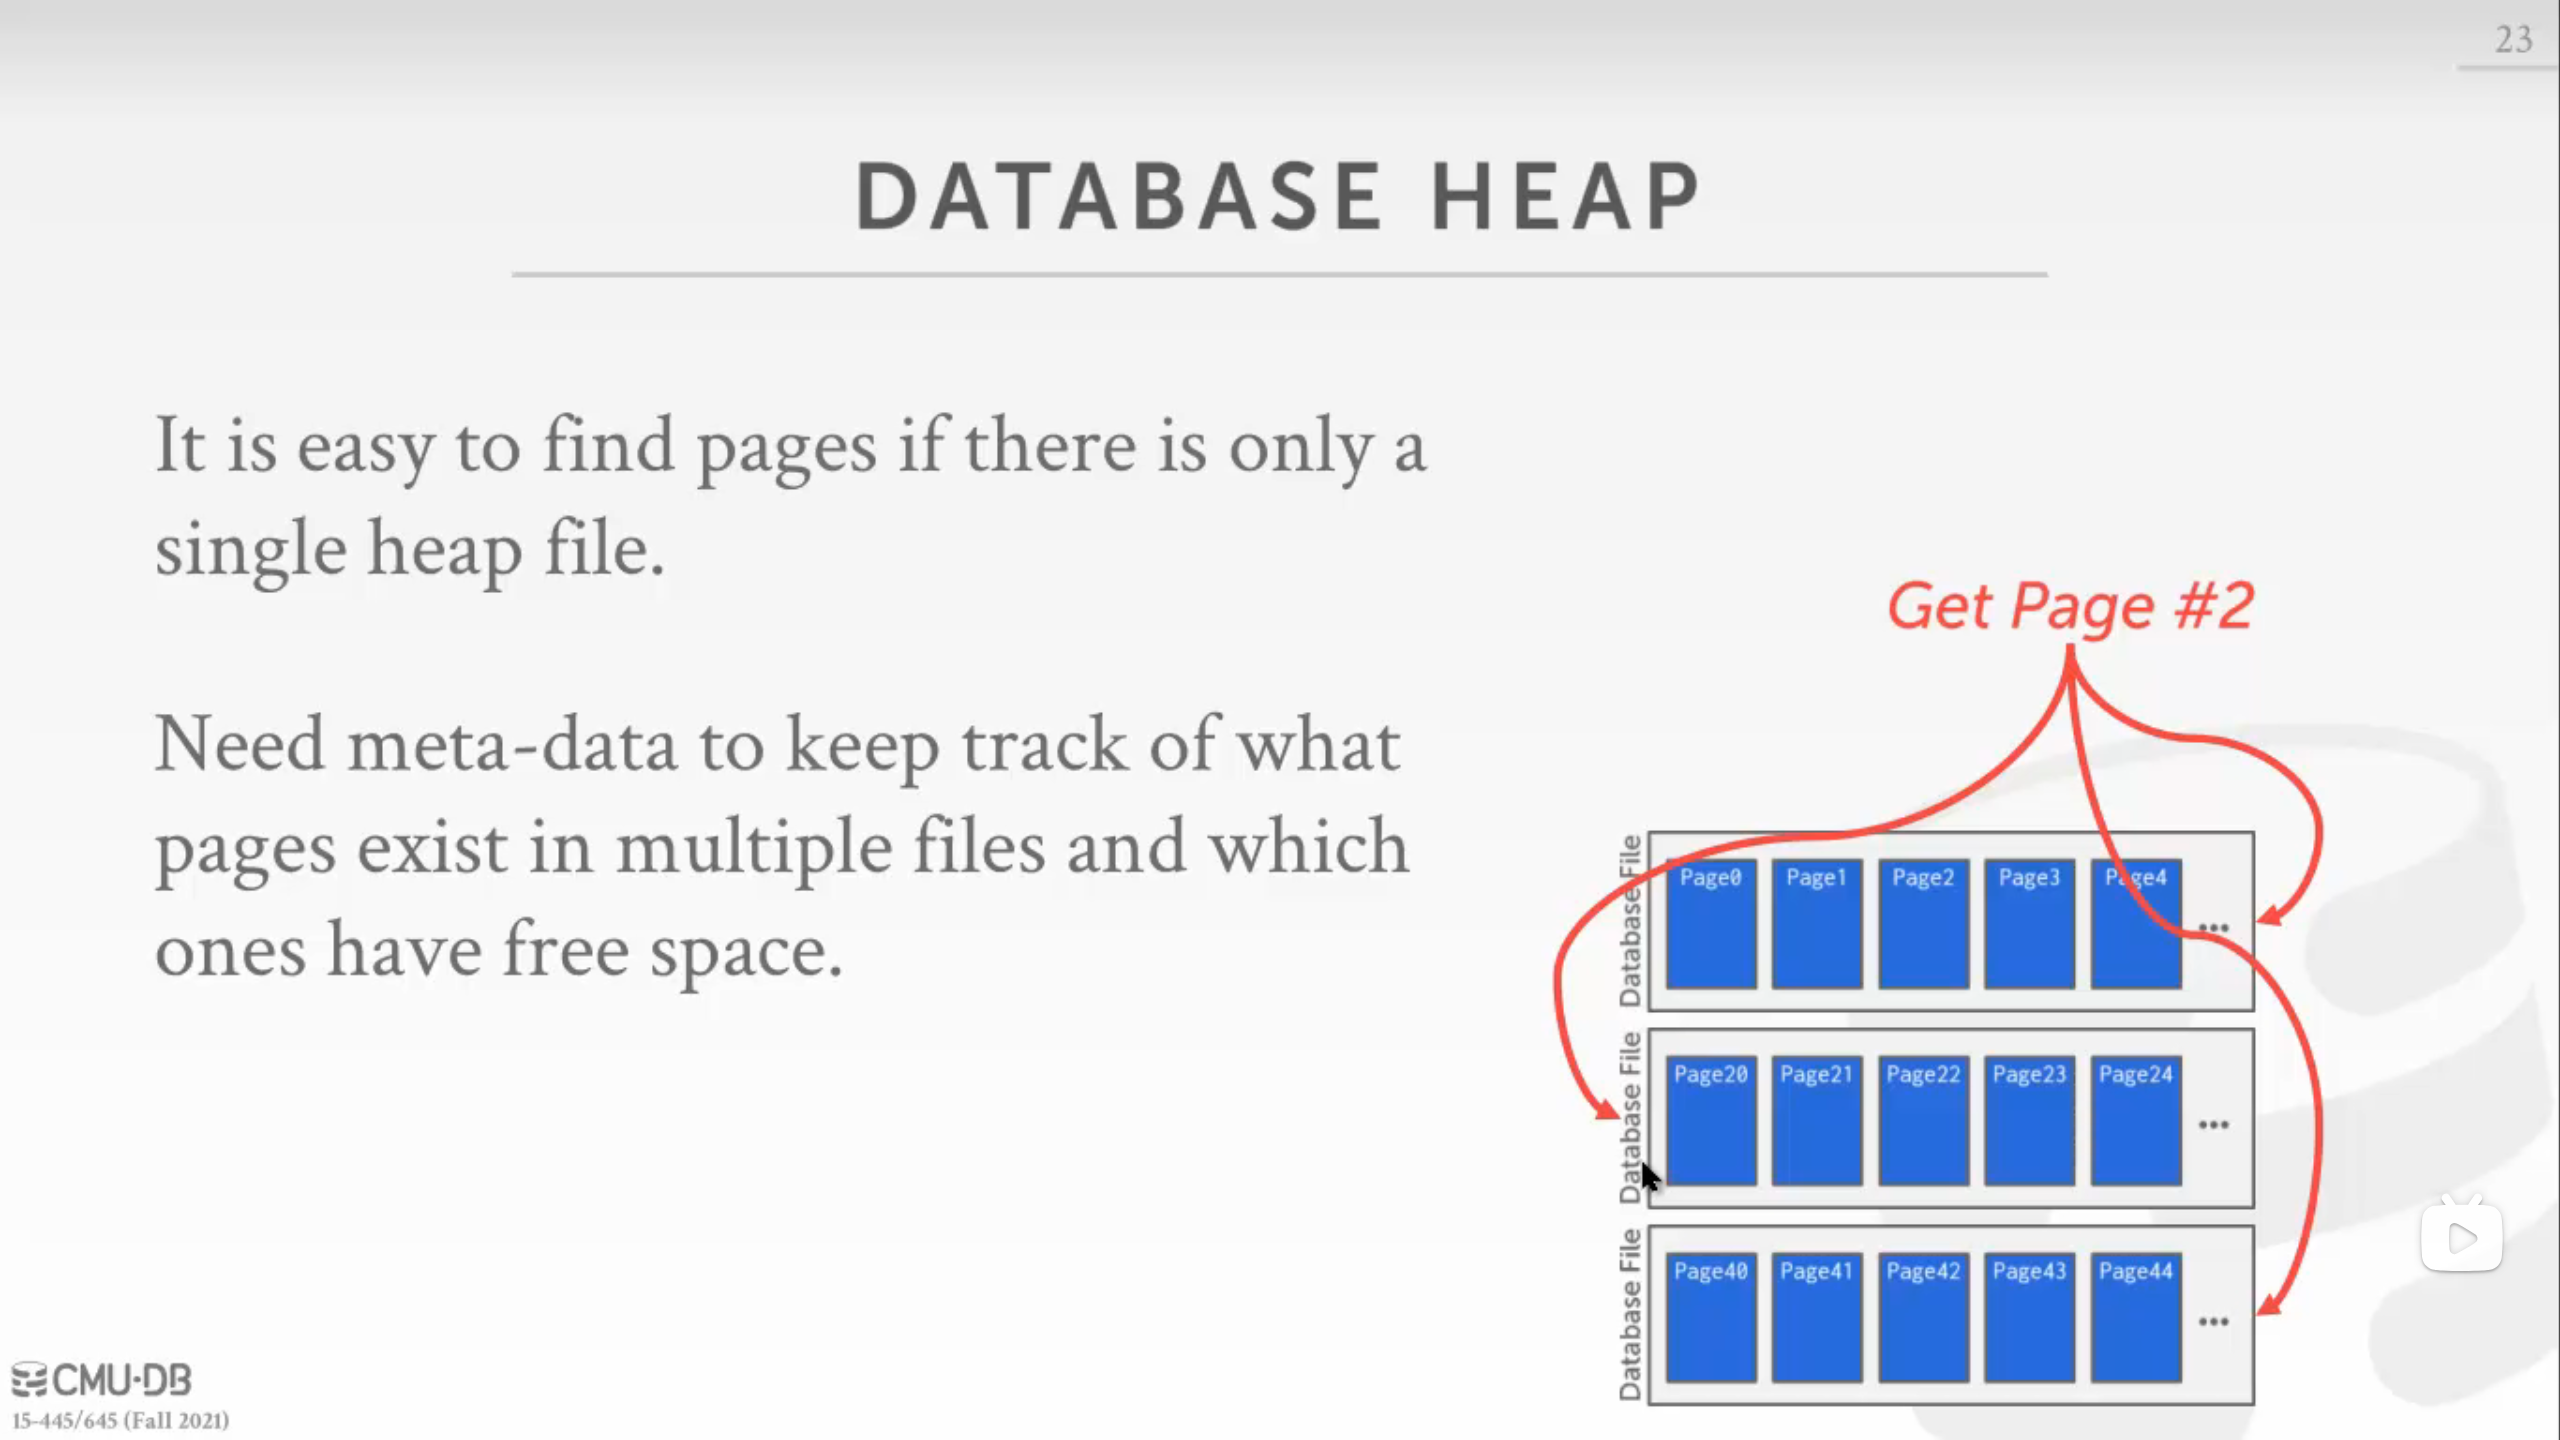 23
DATABASE HEAP
It is easy to find pages if there is only a
single heap file.
Need meta-data to keep track of what
pages exist in multiple files and which
ones have free space.
Get Page #2
Database File
Page0 Page1 Page2 Page3 Page4 ...
Database File
Page20 Page21 Page22 Page23 Page24 ...
Database File
Page40 Page41 Page42 Page43 Page44 ...
CMU·DB
15-445/645 (Fall 2021)